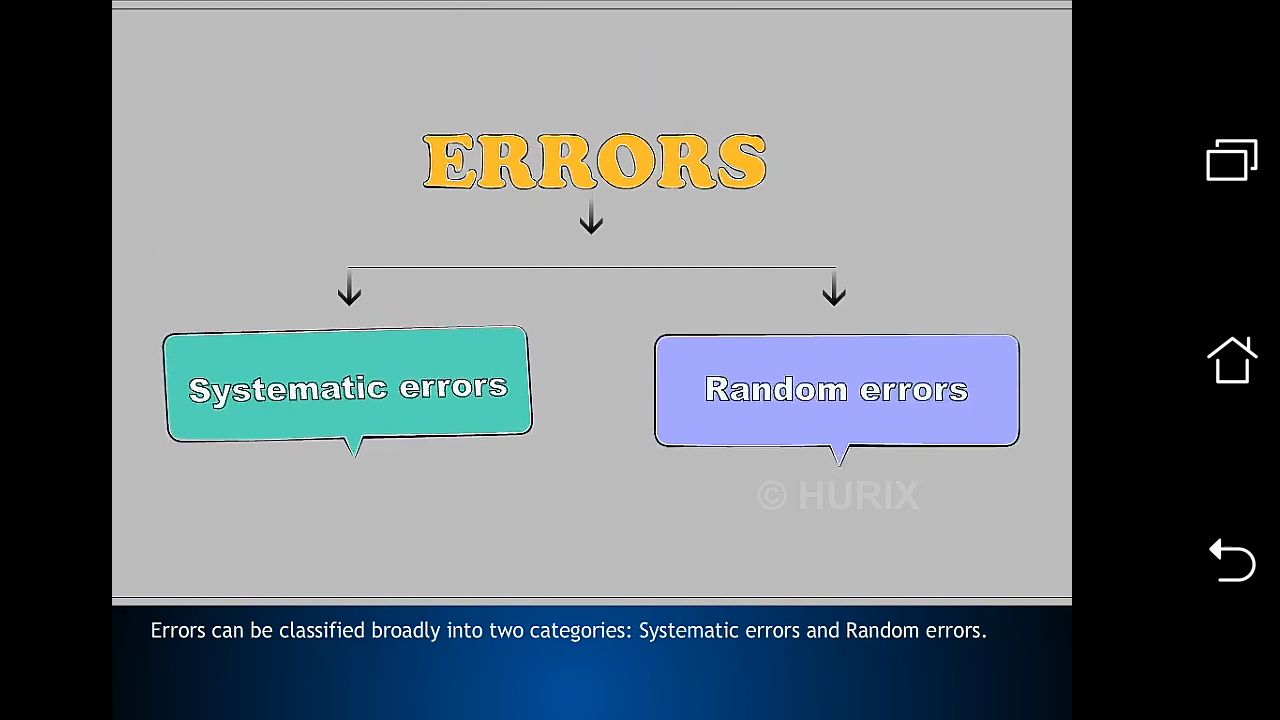 ERRORS
Systematic errors
Random errors
© HURIX
Errors can be classified broadly into two categories: Systematic errors and Random errors.